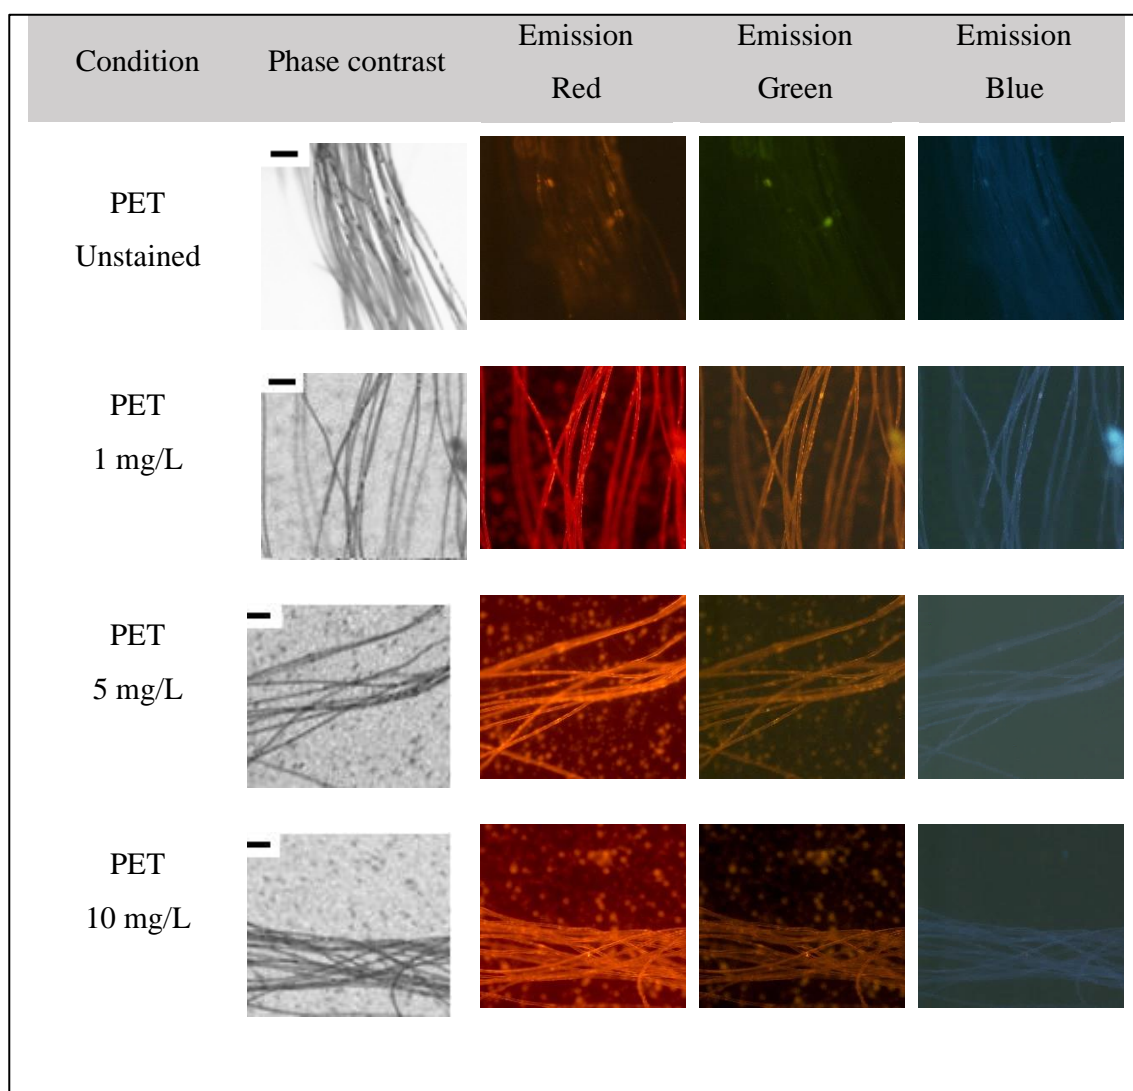 Condition
Phase contrast
Emission
Red
Emission
Green
Emission
Blue
PET
Unstained
PET
1 mg/L
PET
5 mg/L
PET
10 mg/L